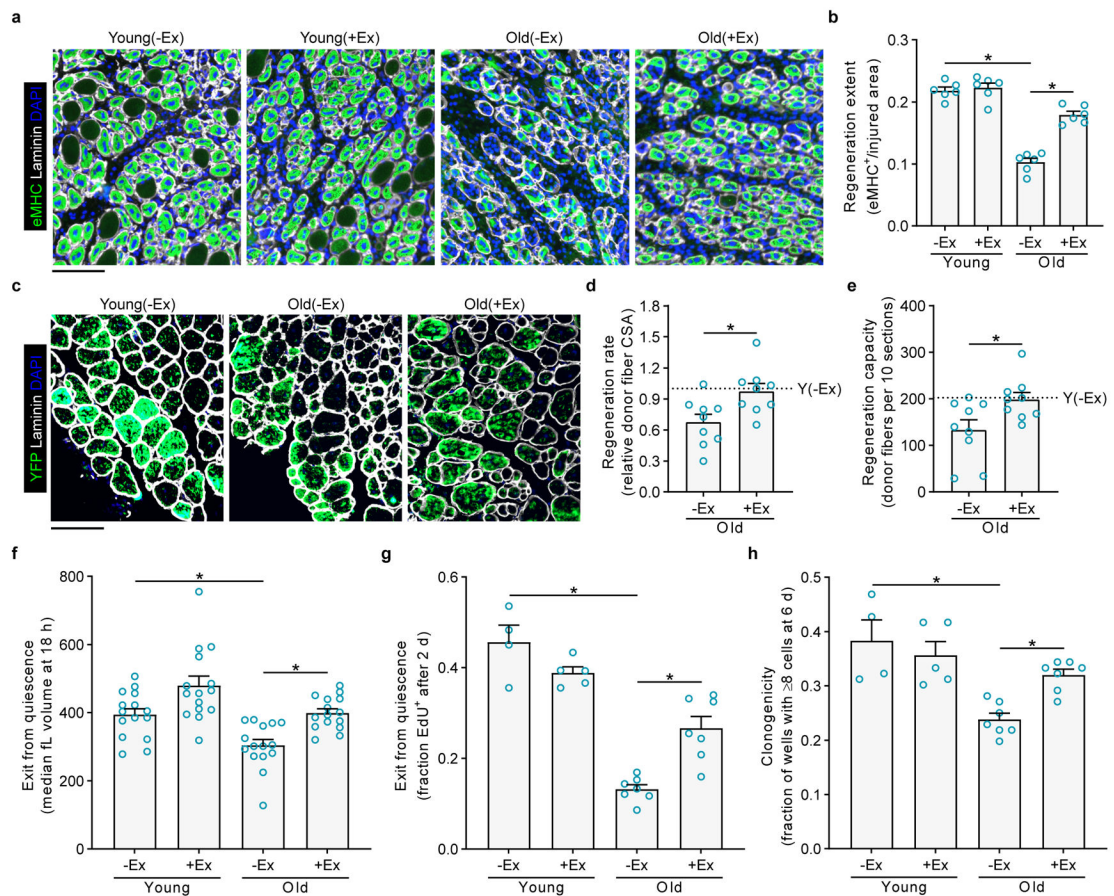 a
Young(-Ex)
Young(+Ex)
Old(-Ex)
Old(+Ex)
eMHC Laminin DAPI
b
Regeneration extent
(eMHC⁺/injured area)
0.3
0.2
0.1
0.0
*
*
-Ex
+Ex
-Ex
+Ex
Young
Old
c
Young(-Ex)
Old(-Ex)
Old(+Ex)
YFP Laminin DAPI
d
Regeneration rate
(relative donor fiber CSA)
1.8
1.5
1.2
0.9
0.6
0.3
0.0
*
Y(-Ex)
-Ex
+Ex
Old
e
Regeneration capacity
(donor fibers per 10 sections)
400
300
200
100
0
*
Y(-Ex)
-Ex
+Ex
Old
f
Exit from quiescence
(median fL volume at 18 h)
800
600
400
200
0
*
*
-Ex
+Ex
-Ex
+Ex
Young
Old
g
Exit from quiescence
(fraction EdU⁺ after 2 d)
0.6
0.4
0.2
0.0
*
*
-Ex
+Ex
-Ex
+Ex
Young
Old
h
Clonogenicity
(fraction of wells with ≥8 cells at 6 d)
0.5
0.4
0.3
0.2
0.1
0.0
*
*
-Ex
+Ex
-Ex
+Ex
Young
Old